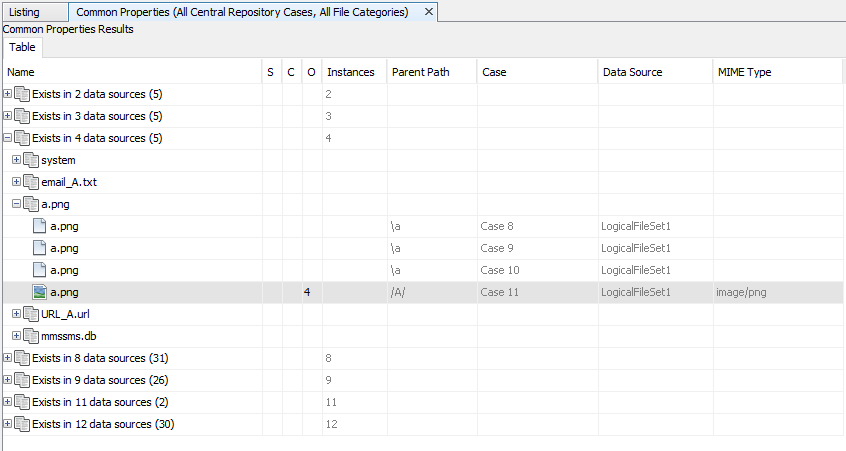 Listing Common Properties (All Central Repository Cases, All File Categories)
Common Properties Results
Table
Name S C O Instances Parent Path Case Data Source MIME Type
Exists in 2 data sources (5) 2
Exists in 3 data sources (5) 3
Exists in 4 data sources (5) 4
system
email_A.txt
a.png
a.png \a Case 8 LogicalFileSet1
a.png \a Case 9 LogicalFileSet1
a.png \a Case 10 LogicalFileSet1
a.png 4 /A/ Case 11 LogicalFileSet1 image/png
URL_A.url
mmssms.db
Exists in 8 data sources (31) 8
Exists in 9 data sources (26) 9
Exists in 11 data sources (2) 11
Exists in 12 data sources (30) 12